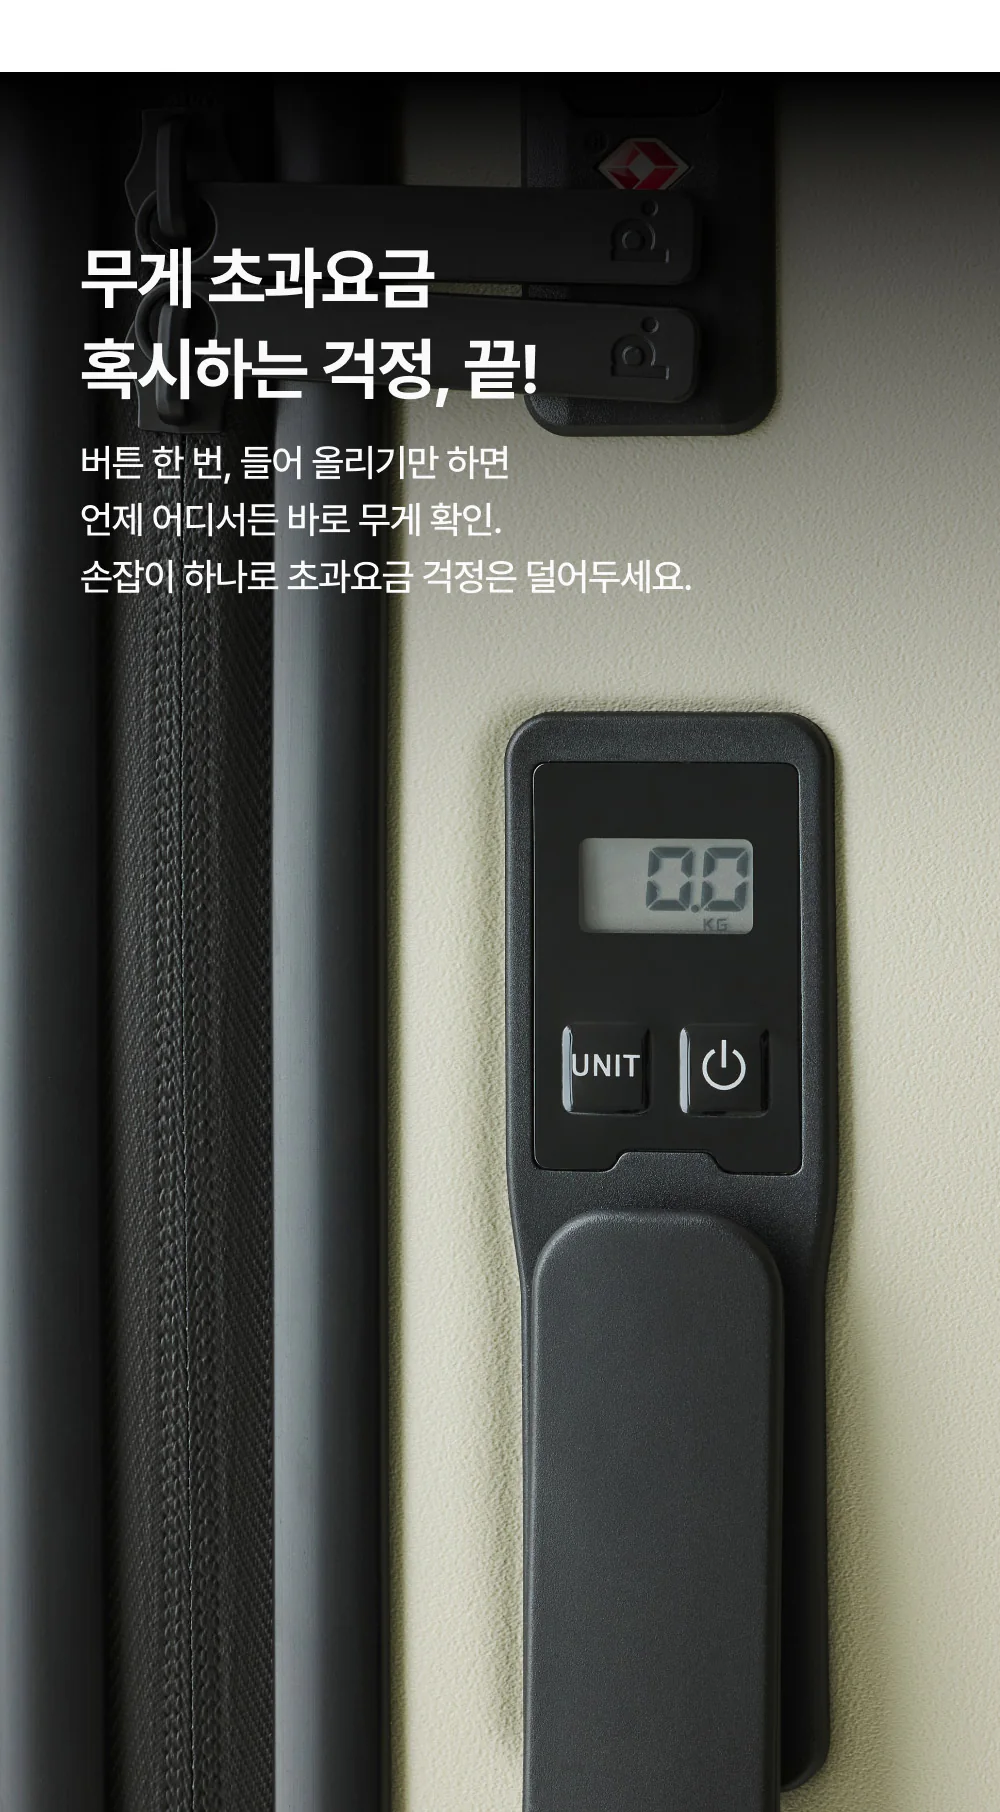 무게 초과요금
혹시하는 걱정, 끝!
버튼 한 번, 들어 올리기만 하면
언제 어디서든 바로 무게 확인.
손잡이 하나로 초과요금 걱정은 덜어두세요.
0.0
KG
UNIT